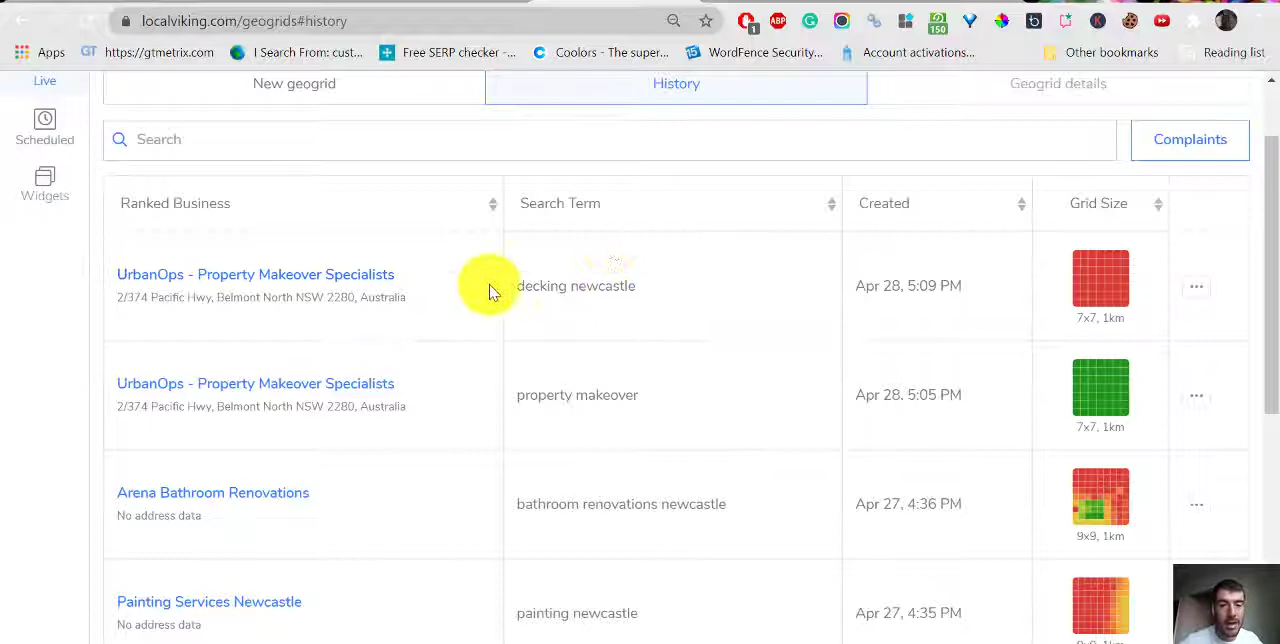 localviking.com/geogrids#history
1
ABP
150
Apps
GT https://gtmetrix.com
I Search From: cust...
Free SERP checker -...
Coolors - The super...
WordFence Security,...
Account activations...
Other bookmarks
Reading list
Live
New geogrid
History
Geogrid details
Scheduled
Search
Complaints
Widgets
Ranked Business
Search Term
Created
Grid Size
UrbanOps - Property Makeover Specialists
2/374 Pacific Hwy, Belmont North NSW 2280, Australia
decking newcastle
Apr 28, 5:09 PM
7x7, 1km
UrbanOps - Property Makeover Specialists
2/374 Pacific Hwy, Belmont North NSW 2280, Australia
property makeover
Apr 28, 5:05 PM
7x7, 1km
Arena Bathroom Renovations
No address data
bathroom renovations newcastle
Apr 27, 4:36 PM
9x9, 1km
Painting Services Newcastle
No address data
painting newcastle
Apr 27, 4:35 PM